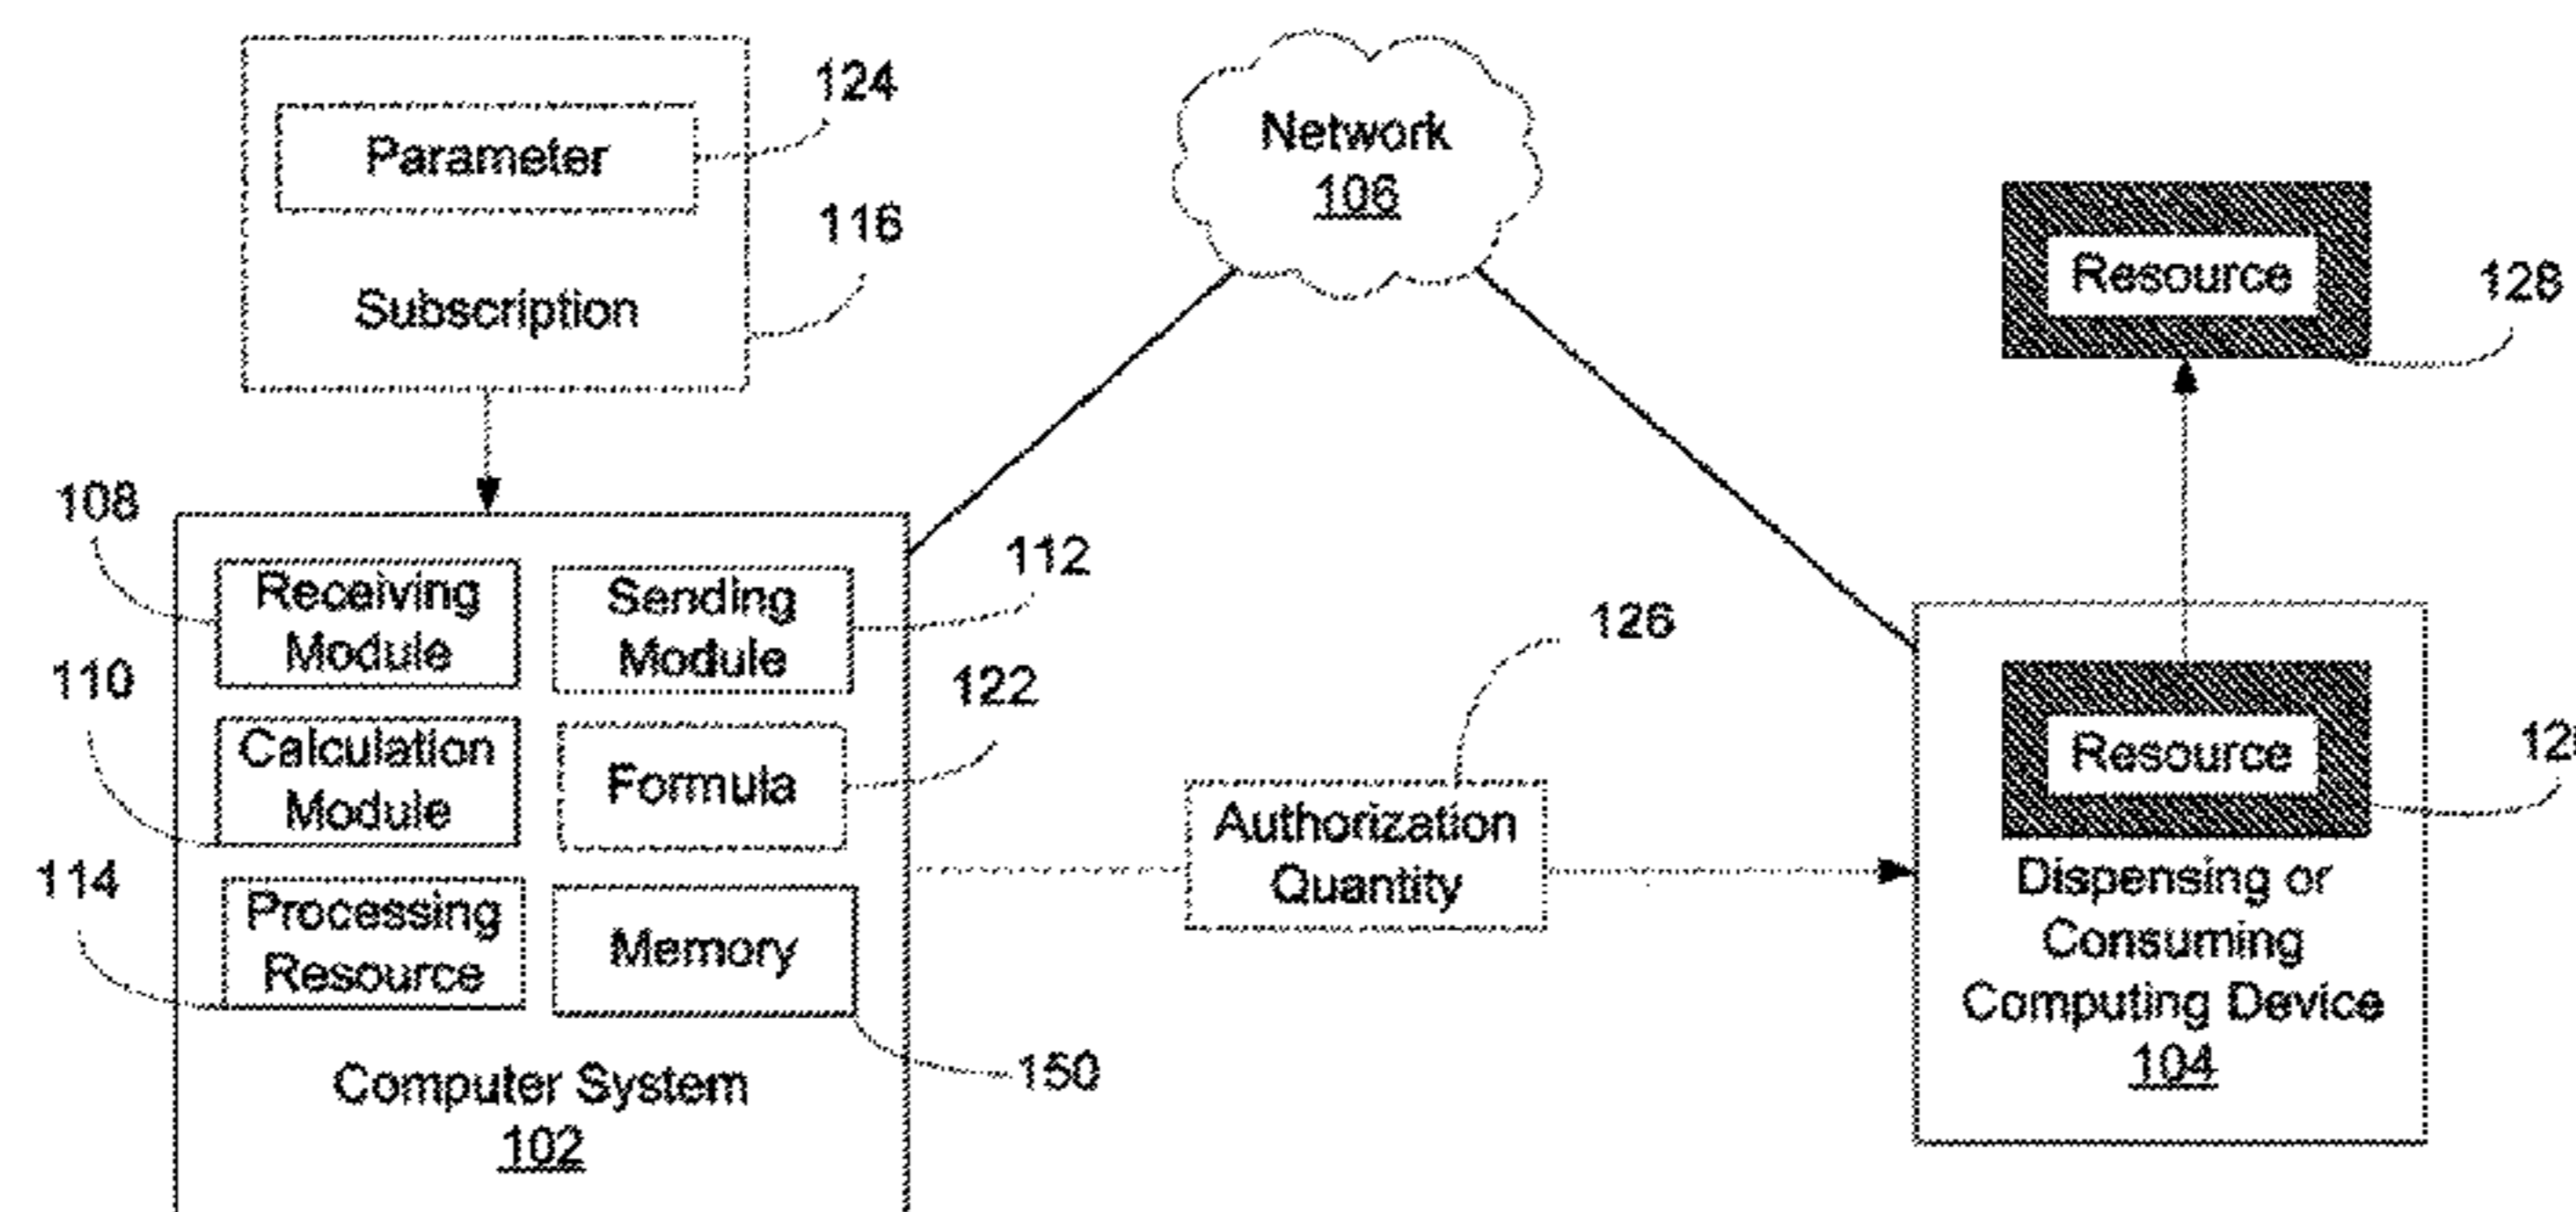 124
Parameter
116
Subscription
Network
106
Resource
128
108
Receiving
Module
112
Sending
Module
110
Calculation
Module
122
Formula
114
Processing
Resource
Memory
150
Computer System
102
126
Authorization
Quantity
Resource
Dispensing or
Consuming
Computing Device
104